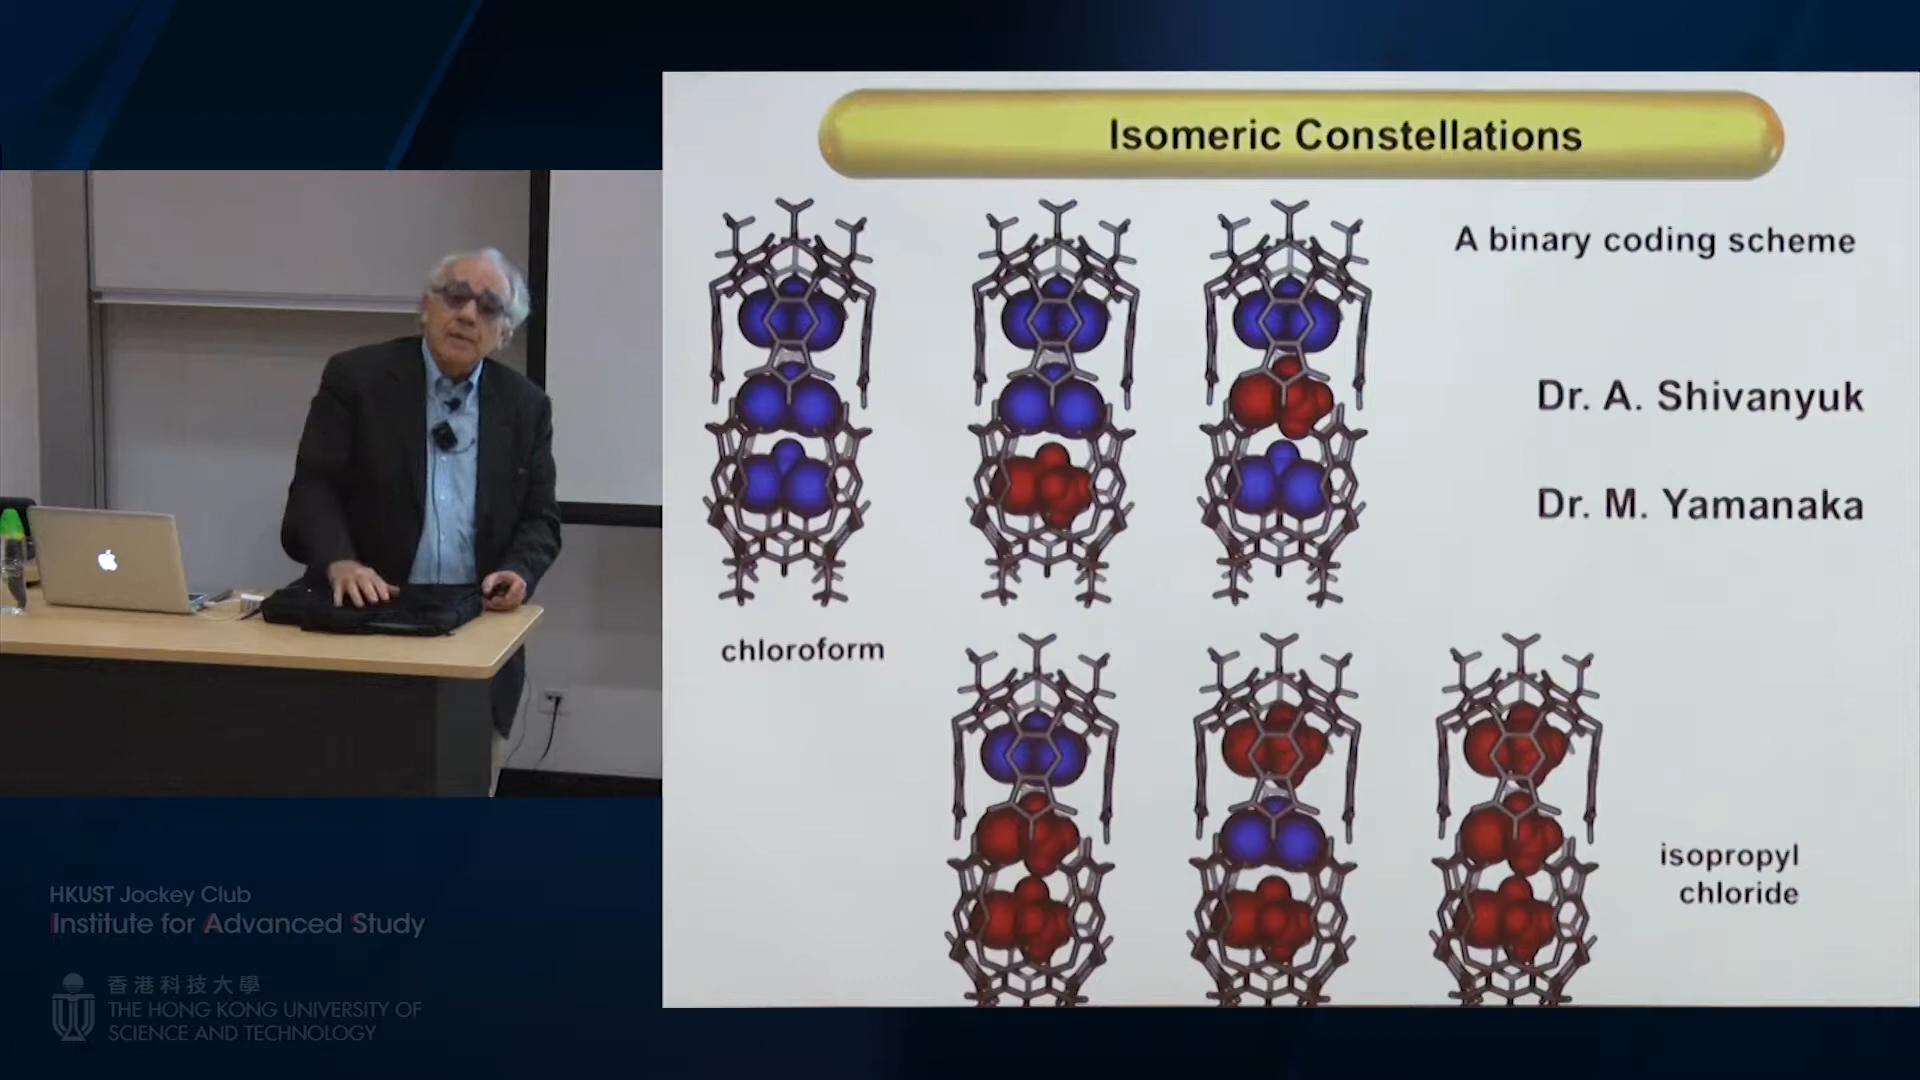 Isomeric Constellations
A binary coding scheme
Dr. A. Shivanyuk
Dr. M. Yamanaka
chloroform
isopropyl
chloride
HKUST Jockey Club
Institute for Advanced Study
香港科技大學
THE HONG KONG UNIVERSITY OF
SCIENCE AND TECHNOLOGY